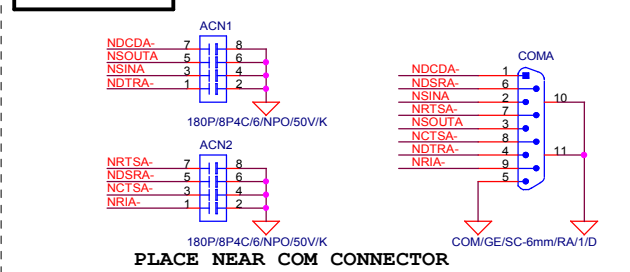 ACN1
NDCDA- 7 8
NSOUTA 5 6
NSINA 3 4
NDTRA- 1 2
180P/8P4C/6/NPO/50V/K
ACN2
NRTSA- 7 8
NDSRA- 5 6
NCTSA- 3 4
NRIA- 1 2
180P/8P4C/6/NPO/50V/K
COMA
NDCDA- 1
NDSRA- 6
NSINA 2 10
NRTSA- 7
NSOUTA 3
NCTSA- 8
NDTRA- 4 11
NRIA- 9
5
COM/GE/SC-6mm/RA/1/D
PLACE NEAR COM CONNECTOR